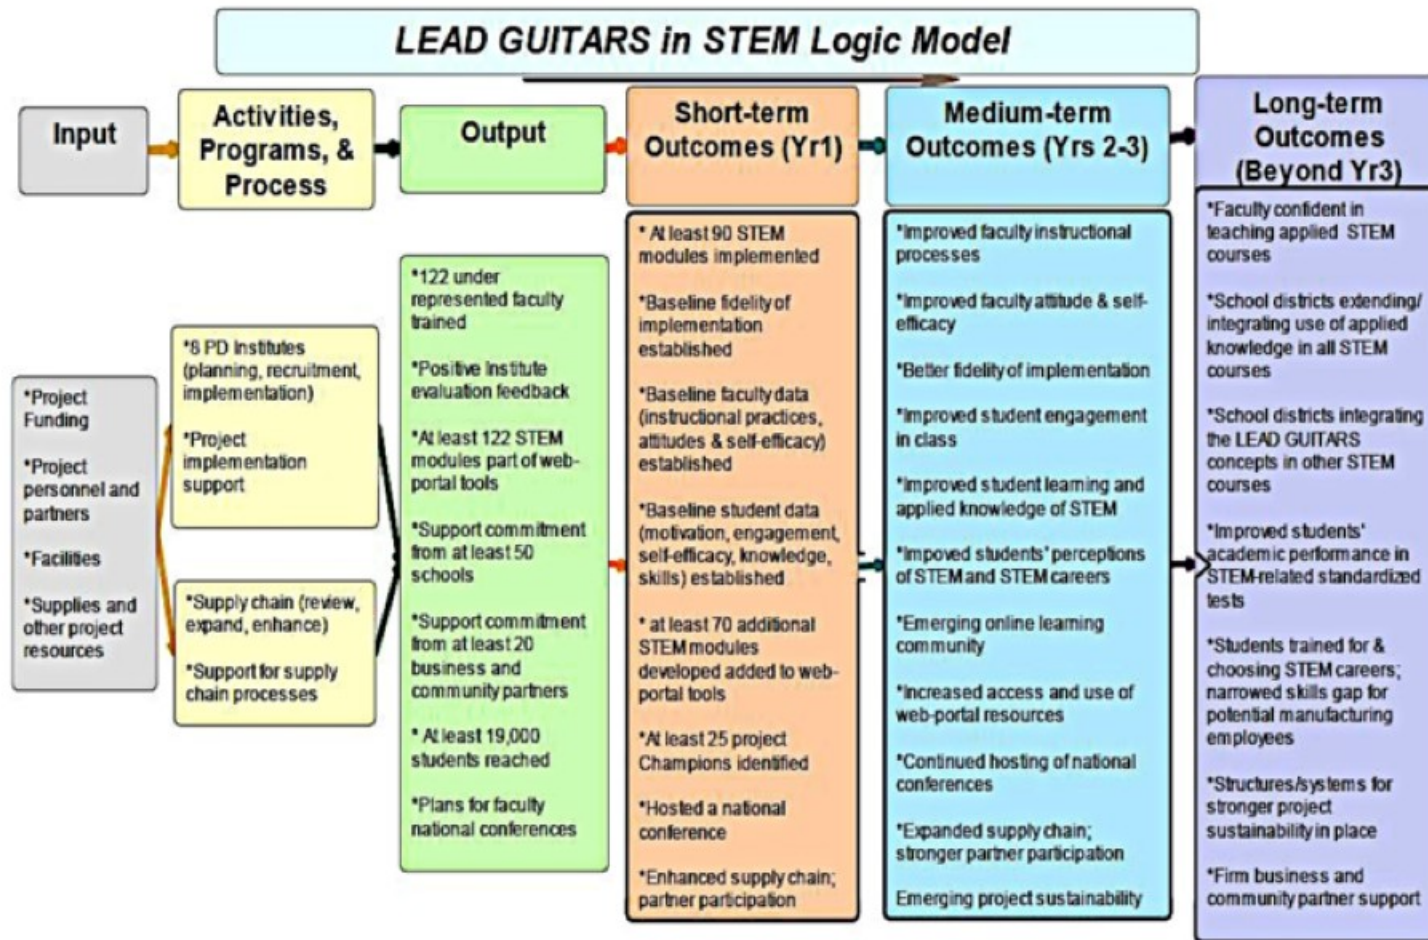 LEAD GUITARS in STEM Logic Model
Input
Activities,
Programs, &
Process
Output
Short-term
Outcomes (Yr1)
Medium-term
Outcomes (Yrs 2-3)
Long-term
Outcomes
(Beyond Yr3)
*Project
Funding
*Project
personnel and
partners
*Facilities
*Supplies and
other project
resources
*8 PD Institutes
(planning, recruitment,
implementation)
*Project
implementation
support
*Supply chain (review,
expand, enhance)
*Support for supply
chain processes
*122 under
represented faculty
trained
*Positive Institute
evaluation feedback
*At least 122 STEM
modules part of web-
portal tools
*Support commitment
from at least 50
schools
*Support commitment
from at least 20
business and
community partners
* At least 19,000
students reached
*Plans for faculty
national conferences
* At least 90 STEM
modules implemented
*Baseline fidelity of
implementation
established
*Baseline faculty data
(instructional practices,
attitudes & self-efficacy)
established
*Baseline student data
(motivation, engagement,
self-efficacy, knowledge,
skills) established
* at least 70 additional
STEM modules
developed added to web-
portal tools
*At least 25 project
Champions identified
*Hosted a national
conference
*Enhanced supply chain;
partner participation
*Improved faculty instructional
processes
*Improved faculty attitude & self-
efficacy
*Better fidelity of implementation
*Improved student engagement
in class
*Improved student learning and
applied knowledge of STEM
*Impoved students' perceptions
of STEM and STEM careers
*Emerging online learning
community
*Increased access and use of
web-portal resources
*Continued hosting of national
conferences
*Expanded supply chain;
stronger partner participation
Emerging project sustainability
*Faculty confident in
teaching applied STEM
courses
*School districts extending/
integrating use of applied
knowledge in all STEM
courses
*School districts integrating
the LEAD GUITARS
concepts in other STEM
courses
*Improved students'
academic performance in
STEM-related standardized
tests
*Students trained for &
choosing STEM careers;
narrowed skills gap for
potential manufacturing
employees
*Structures/systems for
stronger project
sustainability in place
*Firm business and
community partner support